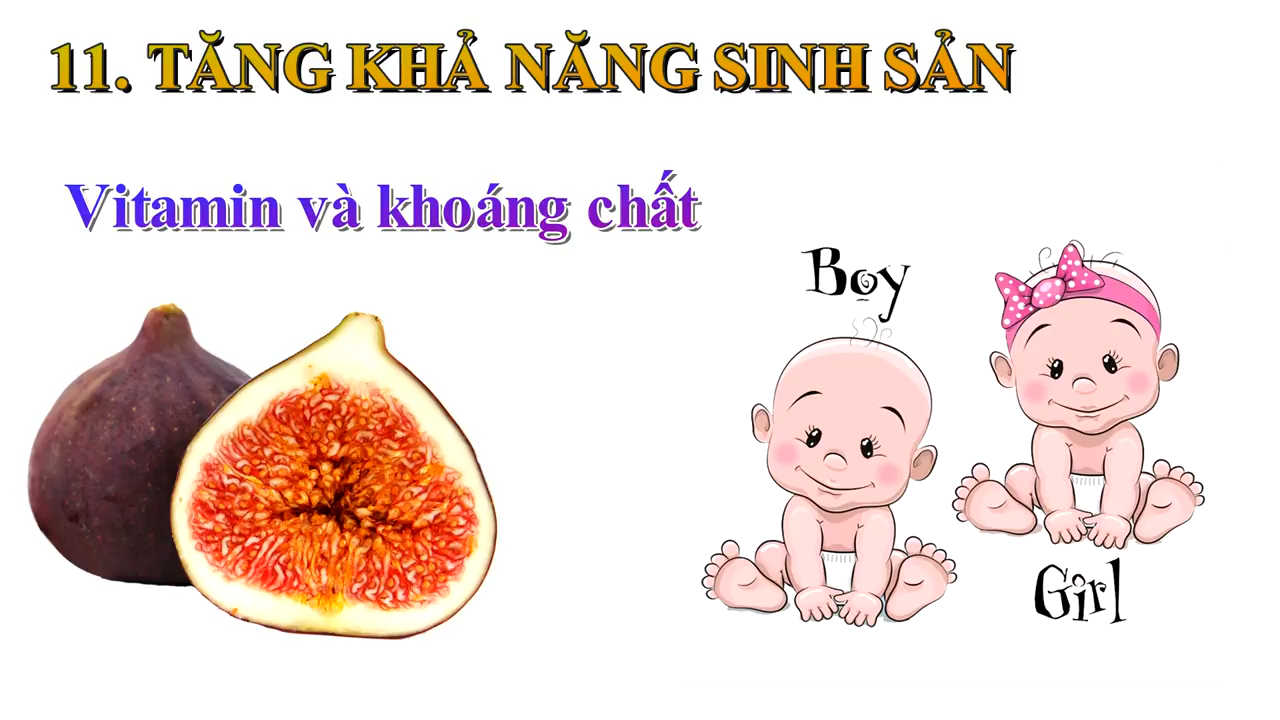 11. TĂNG KHẢ NĂNG SINH SẢN
Vitamin và khoáng chất
Boy
Girl